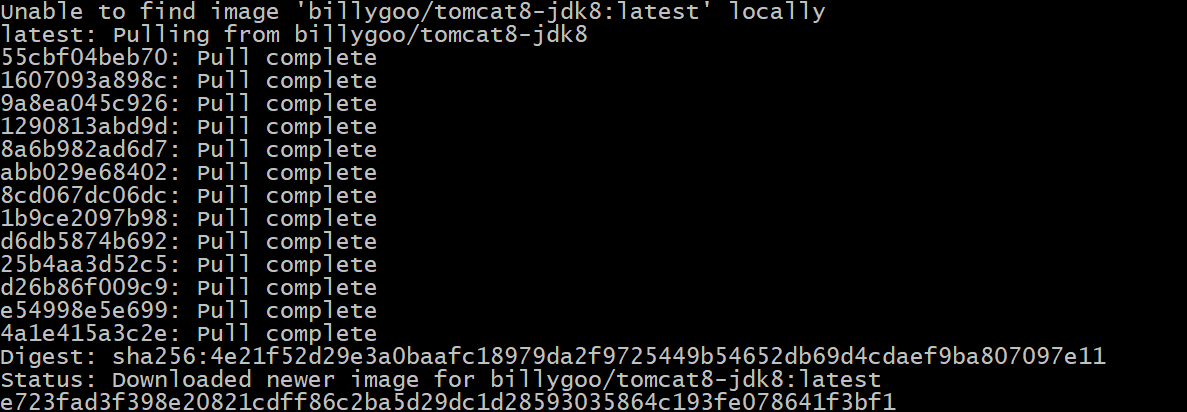 Unable to find image 'billygoo/tomcat8-jdk8:latest' locally
latest: Pulling from billygoo/tomcat8-jdk8
55cbf04beb70: Pull complete
1607093a898c: Pull complete
9a8ea045c926: Pull complete
1290813abd9d: Pull complete
8a6b982ad6d7: Pull complete
abb029e68402: Pull complete
8cd067dc06dc: Pull complete
1b9ce2097b98: Pull complete
d6db5874b692: Pull complete
25b4aa3d52c5: Pull complete
d26b86f009c9: Pull complete
e54998e5e699: Pull complete
4a1e415a3c2e: Pull complete
Digest: sha256:4e21f52d29e3a0baafc18979da2f9725449b54652db69d4cdaef9ba807097e11
Status: Downloaded newer image for billygoo/tomcat8-jdk8:latest
e723fad3f398e20821cdff86c2ba5d29dc1d28593035864c193fe078641f3bf1